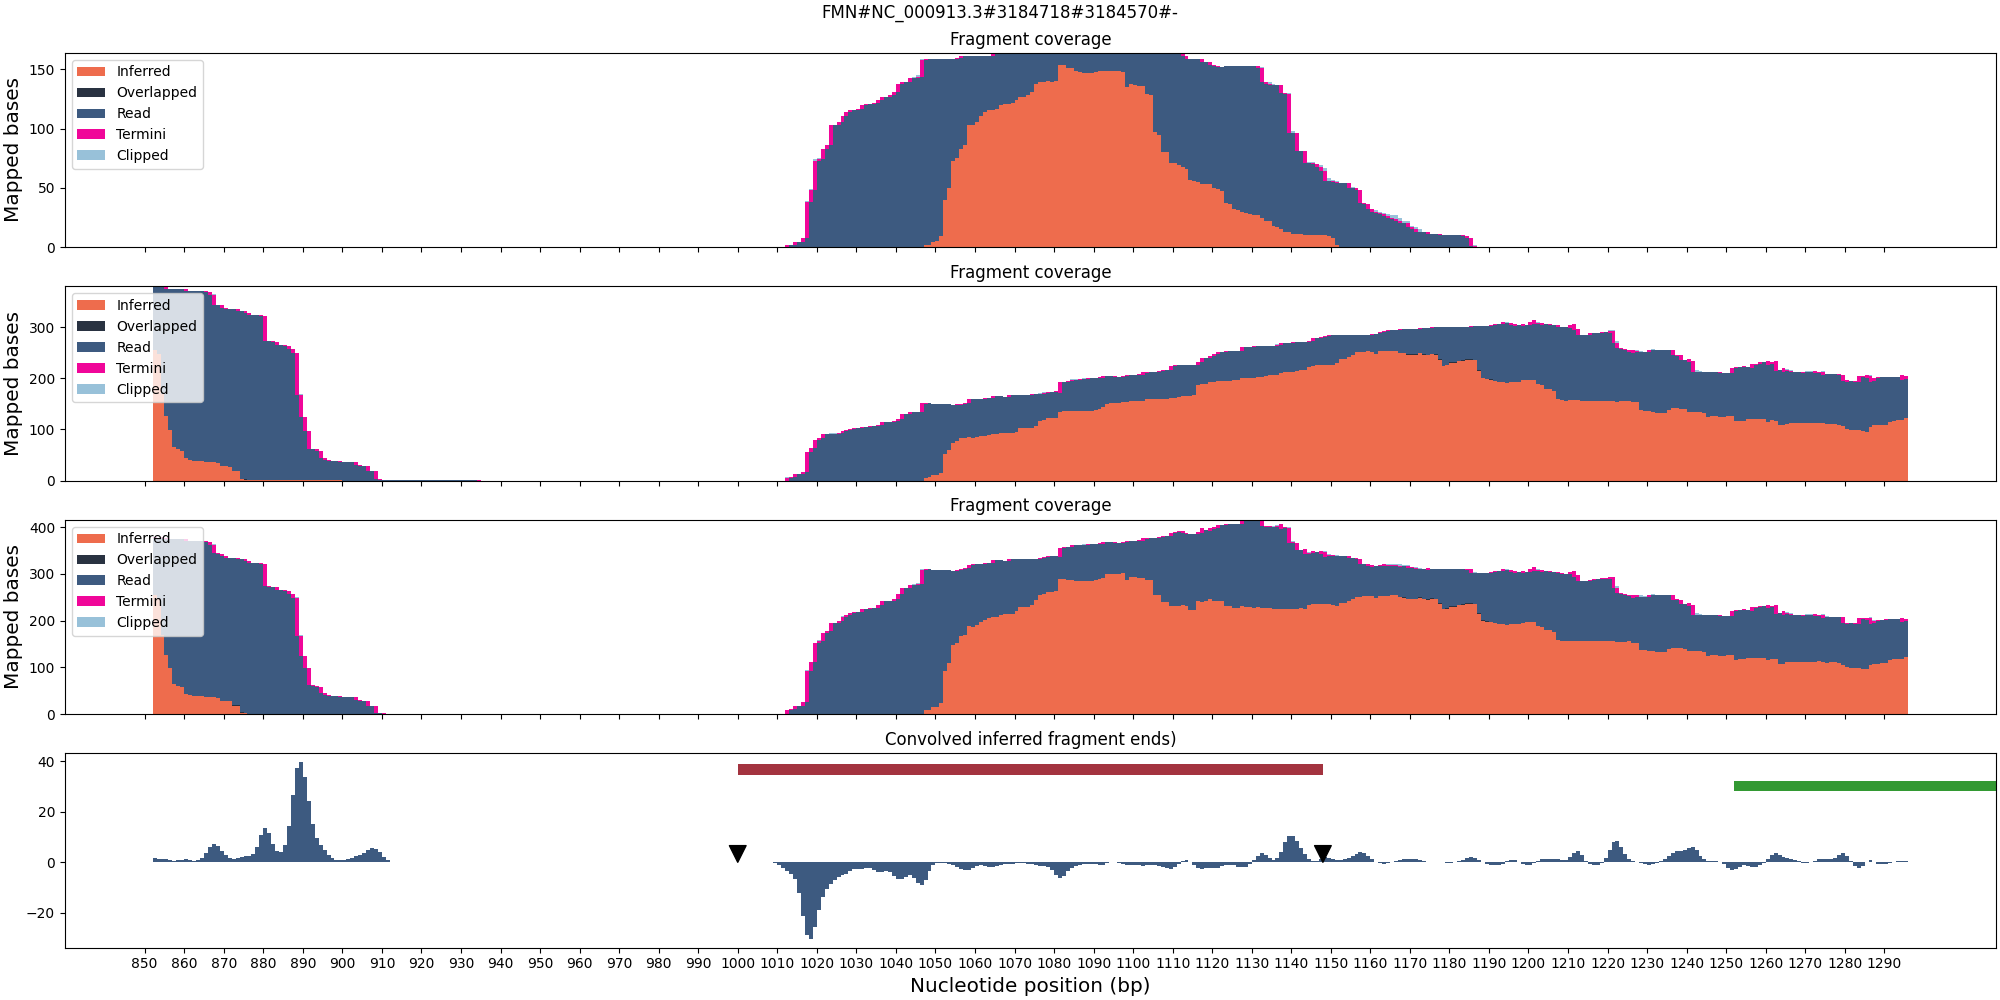 FMN#NC_000913.3#3184718#3184570#-
Fragment coverage
Mapped bases
150
100
50
0
Inferred
Overlapped
Read
Termini
Clipped
Fragment coverage
Mapped bases
300
200
100
0
Inferred
Overlapped
Read
Termini
Clipped
Fragment coverage
Mapped bases
400
300
200
100
0
Inferred
Overlapped
Read
Termini
Clipped
Convolved inferred fragment ends)
40
20
0
−20
850 860 870 880 890 900 910 920 930 940 950 960 970 980 990 1000 1010 1020 1030 1040 1050 1060 1070 1080 1090 1100 1110 1120 1130 1140 1150 1160 1170 1180 1190 1200 1210 1220 1230 1240 1250 1260 1270 1280 1290
Nucleotide position (bp)